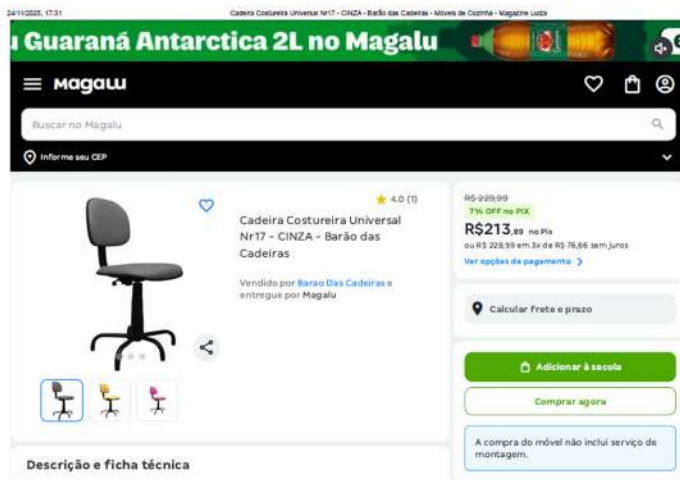 24/11/2025, 17:31
Cadeira Costureira Universal Nr17 - CINZA - Barão das Cadeiras - Móveis de Cozinha - Magazine Luiza
u Guaraná Antarctica 2L no Magalu
Magalu
Buscar no Magalu
Informe seu CEP
4.0 (1)
Cadeira Costureira Universal
Nr17 - CINZA - Barão das
Cadeiras
Vendido por Barao Das Cadeiras e
entregue por Magalu
R$ 229,99
7% OFF no PIX
R$213,89 no Pix
ou R$ 229,99 em 3x de R$ 76,66 sem juros
Ver opções de pagamento
Calcular frete e prazo
Adicionar à sacola
Comprar agora
A compra do móvel não inclui serviço de
montagem.
Descrição e ficha técnica